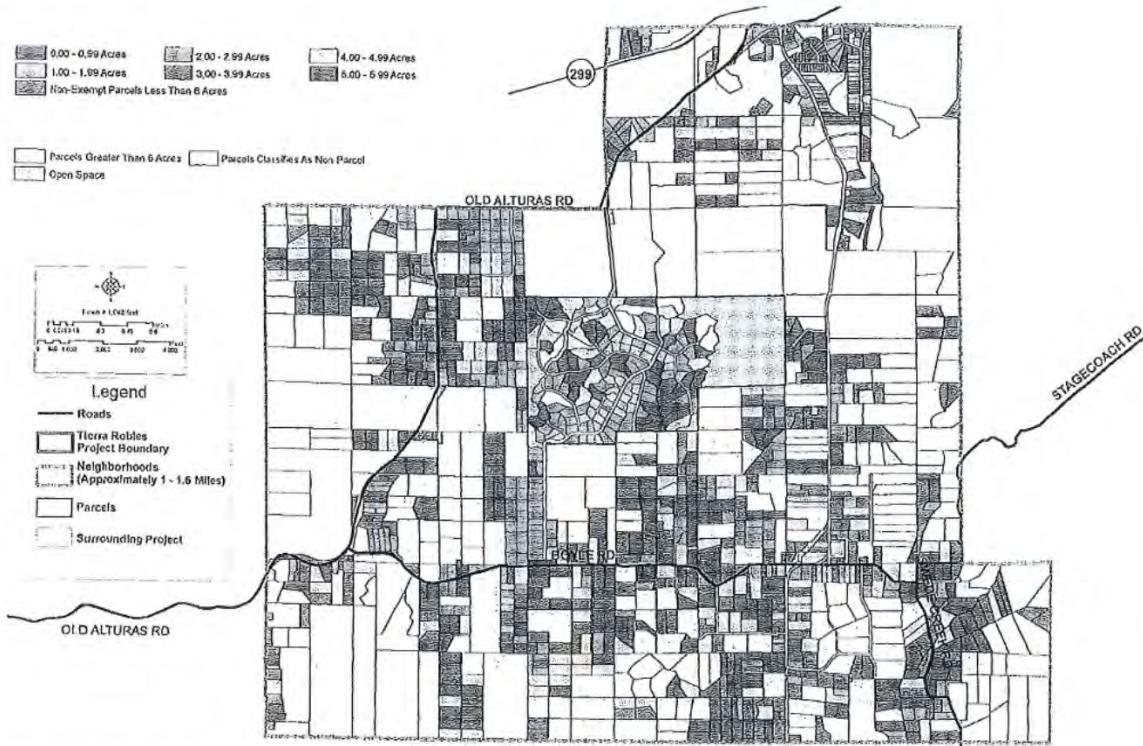 0.00 - 0.99 Acres
2.00 - 2.99 Acres
4.00 - 4.99 Acres
1.00 - 1.99 Acres
3.00 - 3.99 Acres
5.00 - 5.99 Acres
Non-Exempt Parcels Less Than 6 Acres
299
Parcels Greater Than 6 Acres
Parcels Classifies As Non Parcel
Open Space
OLD ALTURAS RD
Legend
Roads
Tierra Robles
Project Boundary
Neighborhoods
(Approximately 1 - 1.6 Miles)
Parcels
Surrounding Project
STAGECOACH RD
BOYLE RD
OLD ALTURAS RD